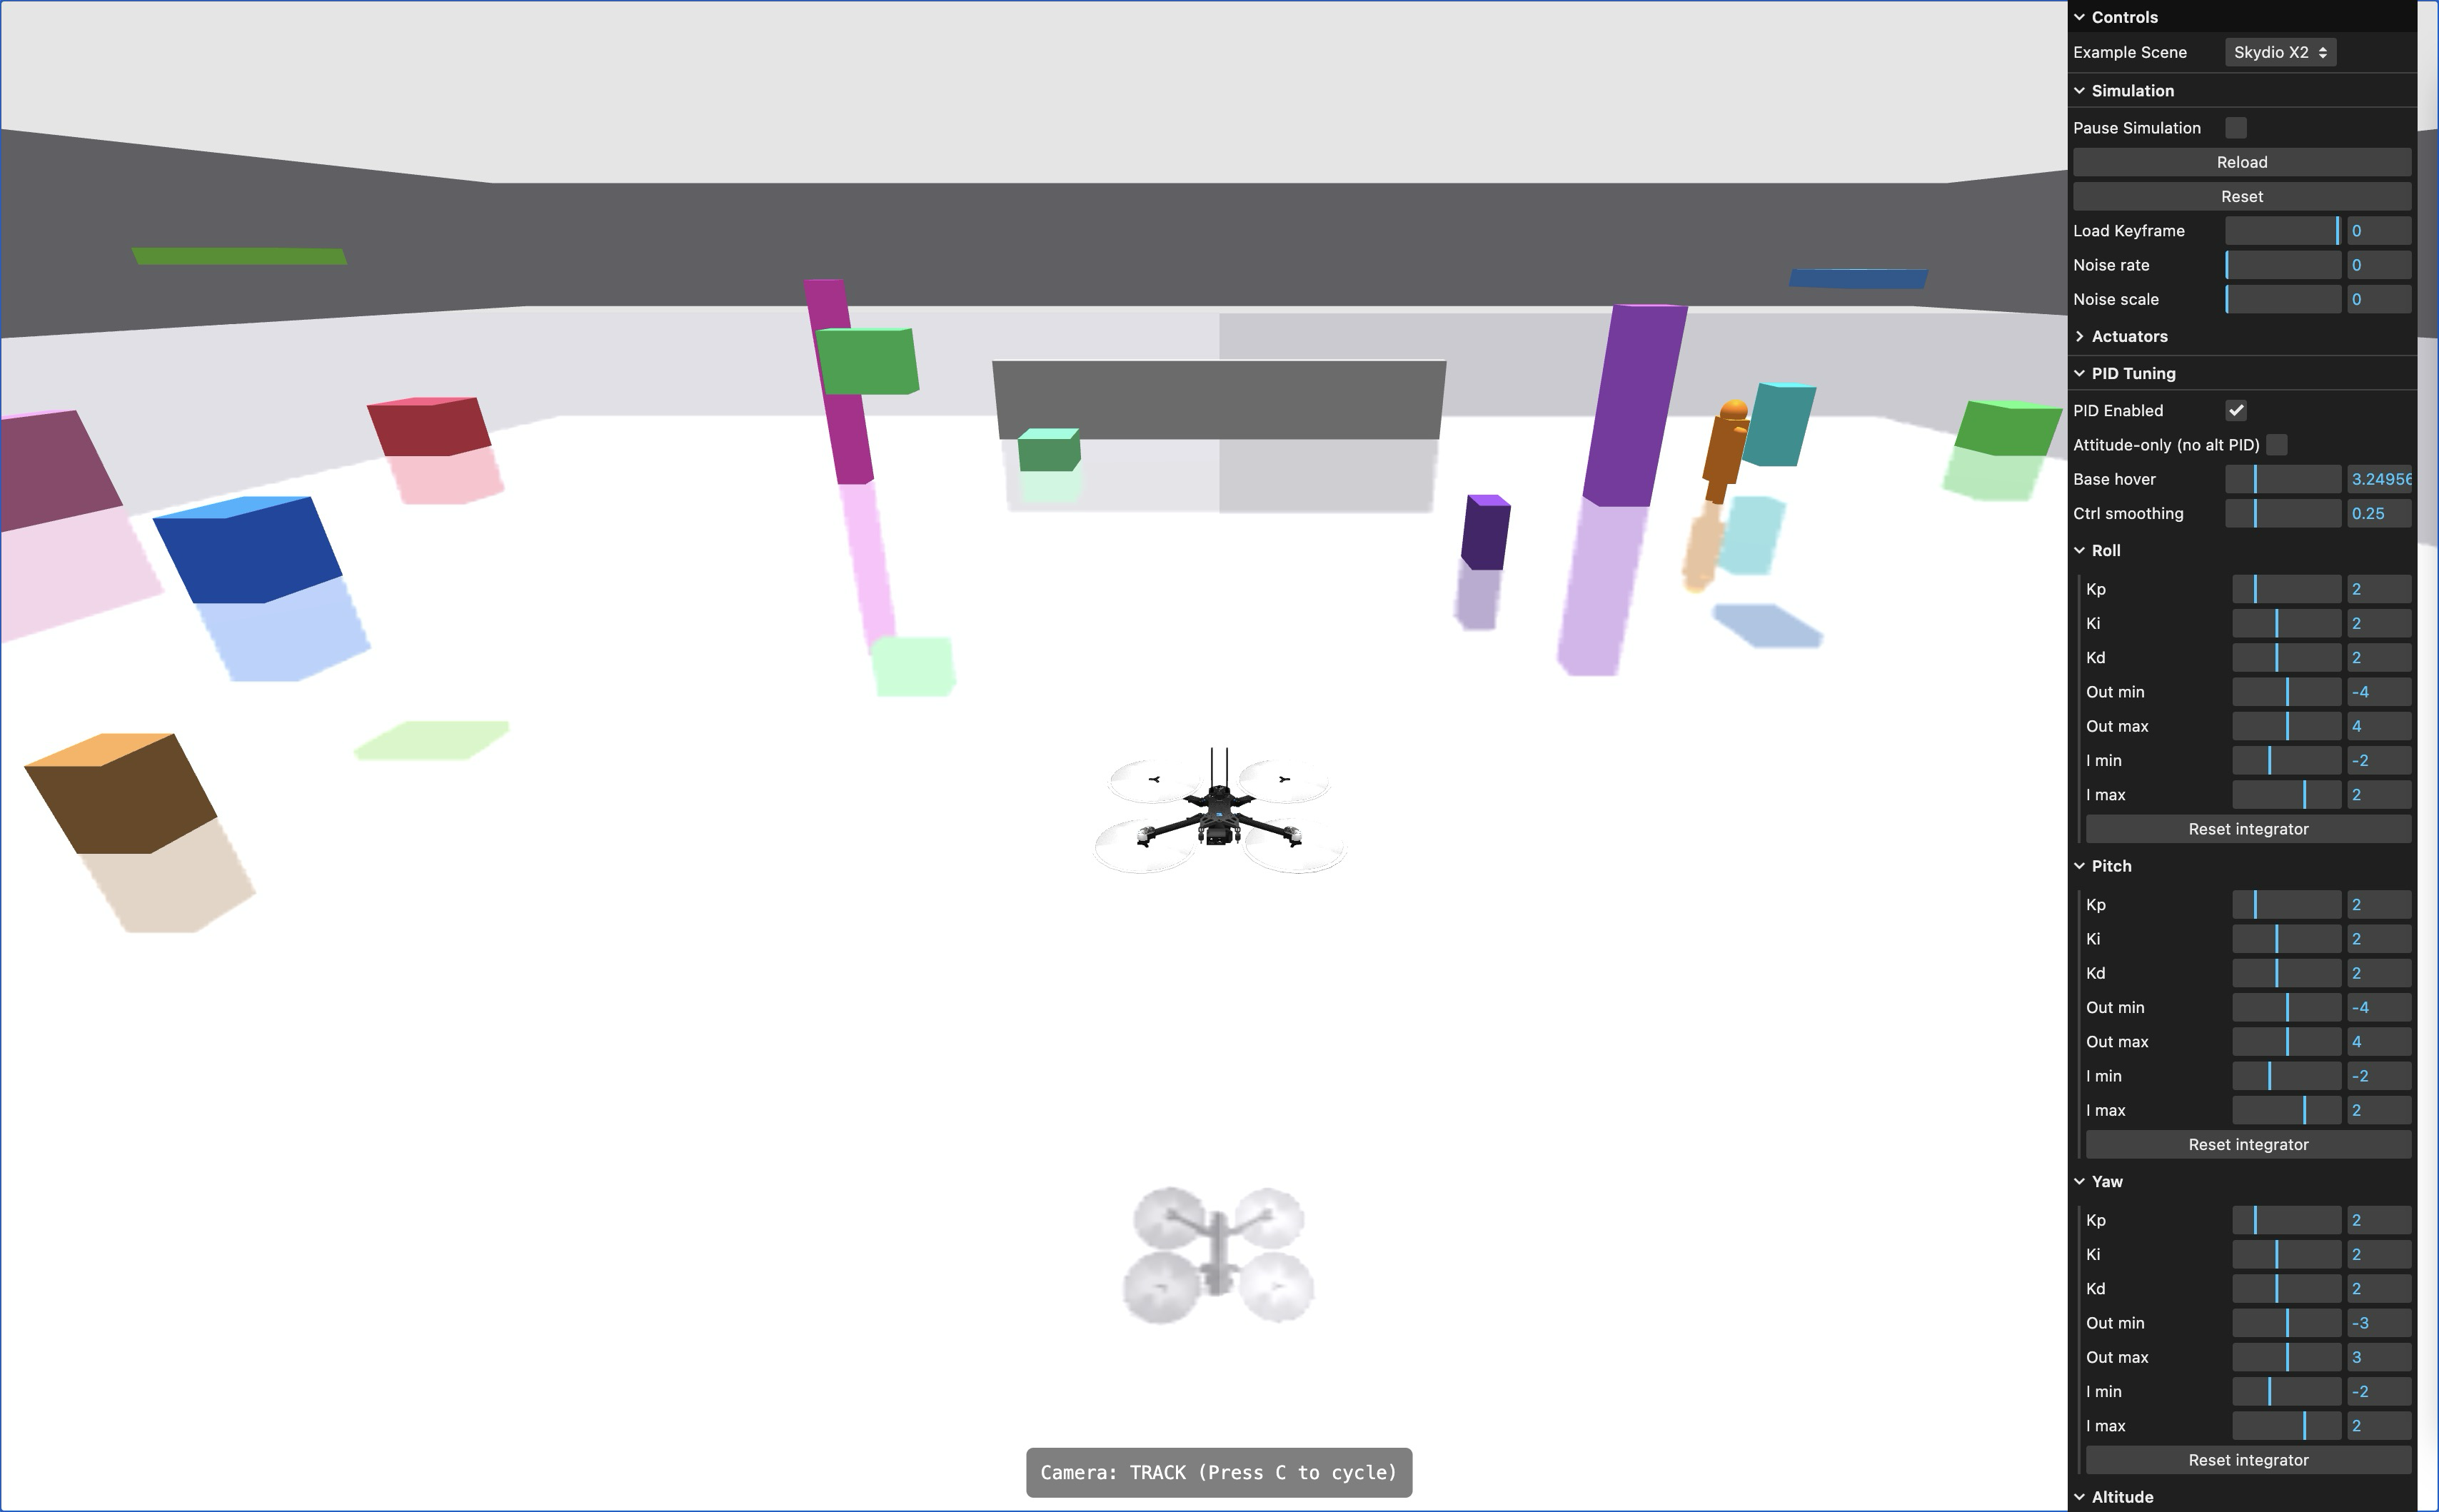 Controls
Example Scene Skydio X2
Simulation
Pause Simulation
Reload
Reset
Load Keyframe 0
Noise rate 0
Noise scale 0
Actuators
PID Tuning
PID Enabled
Attitude-only (no alt PID)
Base hover 3.24956
Ctrl smoothing 0.25
Roll
Kp 2
Ki 2
Kd 2
Out min -4
Out max 4
I min -2
I max 2
Reset integrator
Pitch
Kp 2
Ki 2
Kd 2
Out min -4
Out max 4
I min -2
I max 2
Reset integrator
Yaw
Kp 2
Ki 2
Kd 2
Out min -3
Out max 3
I min -2
I max 2
Reset integrator
Altitude
Camera: TRACK (Press C to cycle)